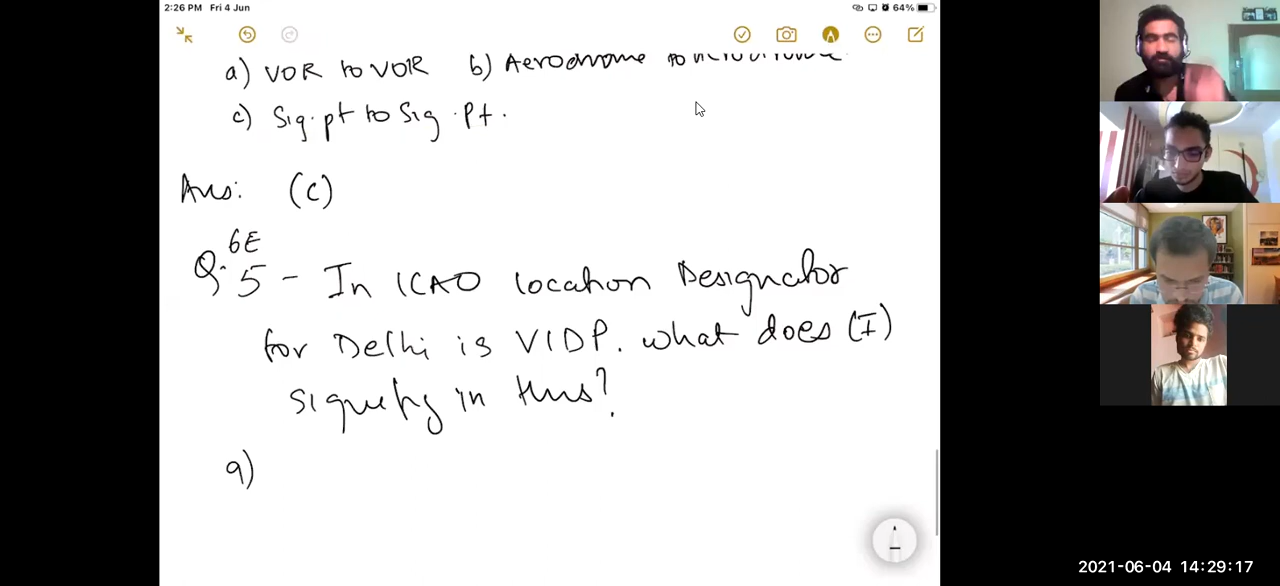 2:26 PM Fri 4 Jun
64%
a) VOR to VOR b) Aerodrome to
c) Sig. pt to Sig. Pt.
Ans: (c)
6E
Q.5 - In ICAO location Designator
for Delhi is VIDP. what does (I)
signify in this?
a)
2021-06-04 14:29:17